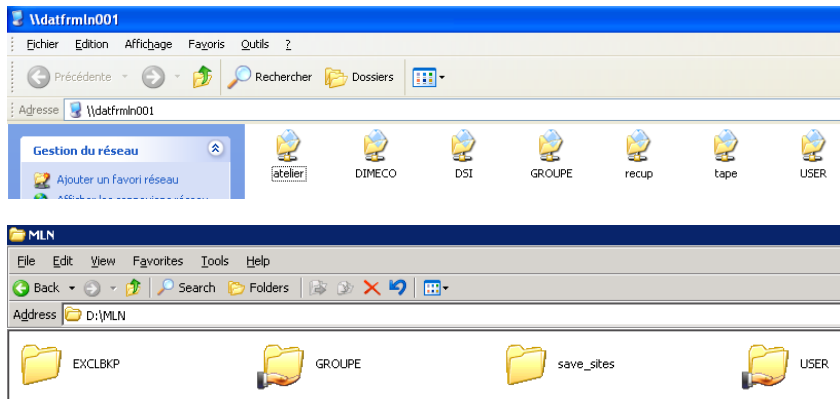 \\datfrmln001
Fichier Edition Affichage Favoris Outils ?
Précédente Rechercher Dossiers
Adresse \\datfrmln001
Gestion du réseau
Ajouter un favori réseau
atelier DIMECO DSI GROUPE recup tape USER
MLN
File Edit View Favorites Tools Help
Back Search Folders
Address D:\MLN
EXCLBKP GROUPE save_sites USER